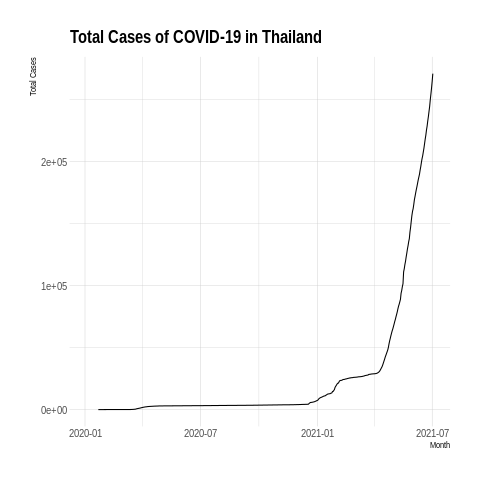 Total Cases of COVID-19 in Thailand
Total Cases
2e+05
1e+05
0e+00
2020-01 2020-07 2021-01 2021-07
Month